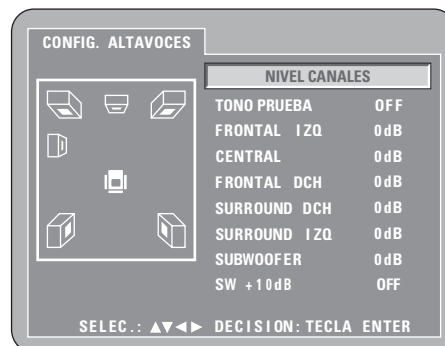 CONFIG. ALTAVOCES
NIVEL CANALES
TONO PRUEBA OFF
FRONTAL IZQ 0dB
CENTRAL 0dB
FRONTAL DCH 0dB
SURROUND DCH 0dB
SURROUND IZQ 0dB
SUBWOOFER 0dB
SW +10dB OFF
SELEC.: ▲▼◄► DECISION: TECLA ENTER